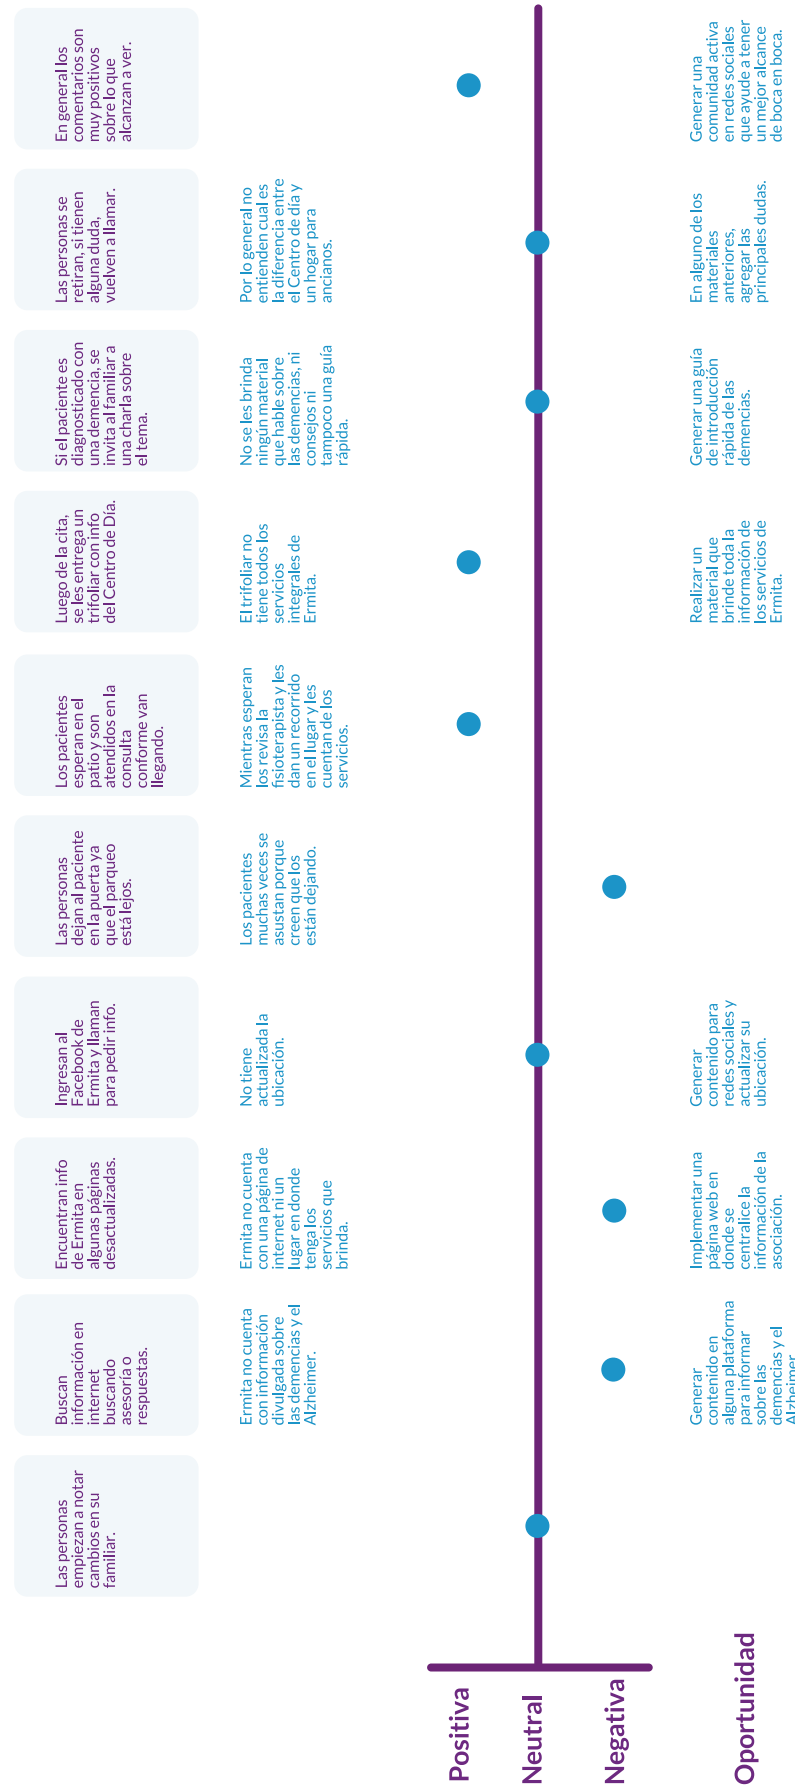 Las personas
empiezan a notar
cambios en su
familiar.
Buscan
información en
internet
buscando
asesoría o
respuestas.
Encuentran info
de Ermita en
algunas páginas
desactualizadas.
Ingresan al
Facebook de
Ermita y llaman
para pedir info.
Las personas
dejan al paciente
en la puerta ya
que el parqueo
está lejos.
Los pacientes
esperan en el
patio y son
atendidos en la
consulta
conforme van
llegando.
Luego de la cita,
se les entrega un
trifoliar con info
del Centro de Día.
Si el paciente es
diagnosticado con
una demencia, se
invita al familiar a
una charla sobre
el tema.
Las personas se
retiran, si tienen
alguna duda,
vuelven a llamar.
En general los
comentarios son
muy positivos
sobre lo que
alcanzan a ver.
Ermita no cuenta
con información
divulgada sobre
las demencias y el
Alzheimer.
Ermita no cuenta
con una página de
internet ni un
lugar en donde
tenga los
servicios que
brinda.
No tiene
actualizada la
ubicación.
Los pacientes
muchas veces se
asustan porque
creen que los
están dejando.
Mientras esperan
los revisa la
fisioterapista y les
dan un recorrido
en el lugar y les
cuentan de los
servicios.
El trifoliar no
tiene todos los
servicios
integrales de
Ermita.
No se les brinda
ningún material
que hable sobre
las demencias, ni
consejos ni
tampoco una guía
rápida.
Por lo general no
entienden cual es
la diferencia entre
el Centro de día y
un hogar para
ancianos.
Positiva
Neutral
Negativa
Oportunidad
Generar
contenido en
alguna plataforma
para informar
sobre las
demencias y el
Alzheimer
Implementar una
página web en
donde se
centralice la
información de la
asociación.
Generar
contenido para
redes sociales y
actualizar su
ubicación.
Realizar un
material que
brinde toda la
información de
los servicios de
Ermita.
Generar una guía
de introducción
rápida de las
demencias.
En alguno de los
materiales
anteriores,
agregar las
principales dudas.
Generar una
comunidad activa
en redes sociales
que ayude a tener
un mejor alcance
de boca en boca.